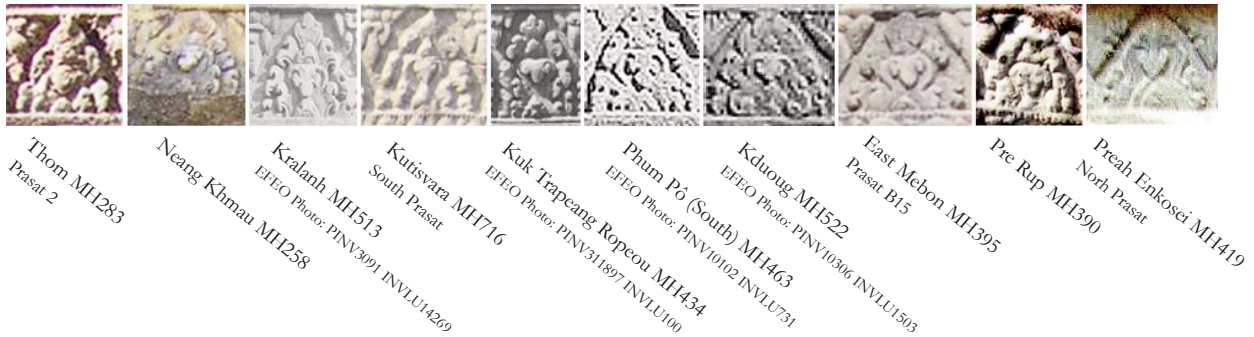 Thom MH283
Prasat 2
Neang Khmau MH258
Kralanh MH513
EFEO Photo: PINV3091 INVLU14269
Kutisvara MH716
South Prasat
Kuk Trapeang Ropeou MH434
EFEO Photo: PINV311897 INVLU100
Phum Pô (South) MH463
EFEO Photo: PINV10102 INVLU731
Kduoug MH522
EFEO Photo: PINV10306 INVLU1503
East Mebon MH395
Prasat B15
Pre Rup MH390
Preah Enkosei MH419
Norh Prasat